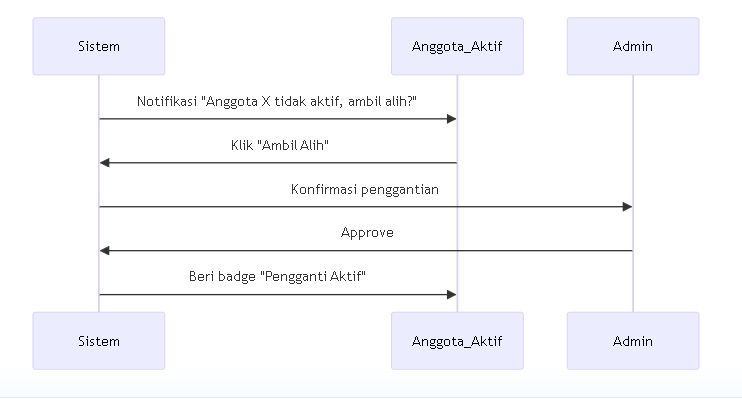 Sistem
Anggota_Aktif
Admin
Notifikasi "Anggota X tidak aktif, ambil alih?"
Klik "Ambil Alih"
Konfirmasi penggantian
Approve
Beri badge "Pengganti Aktif"
Sistem
Anggota_Aktif
Admin